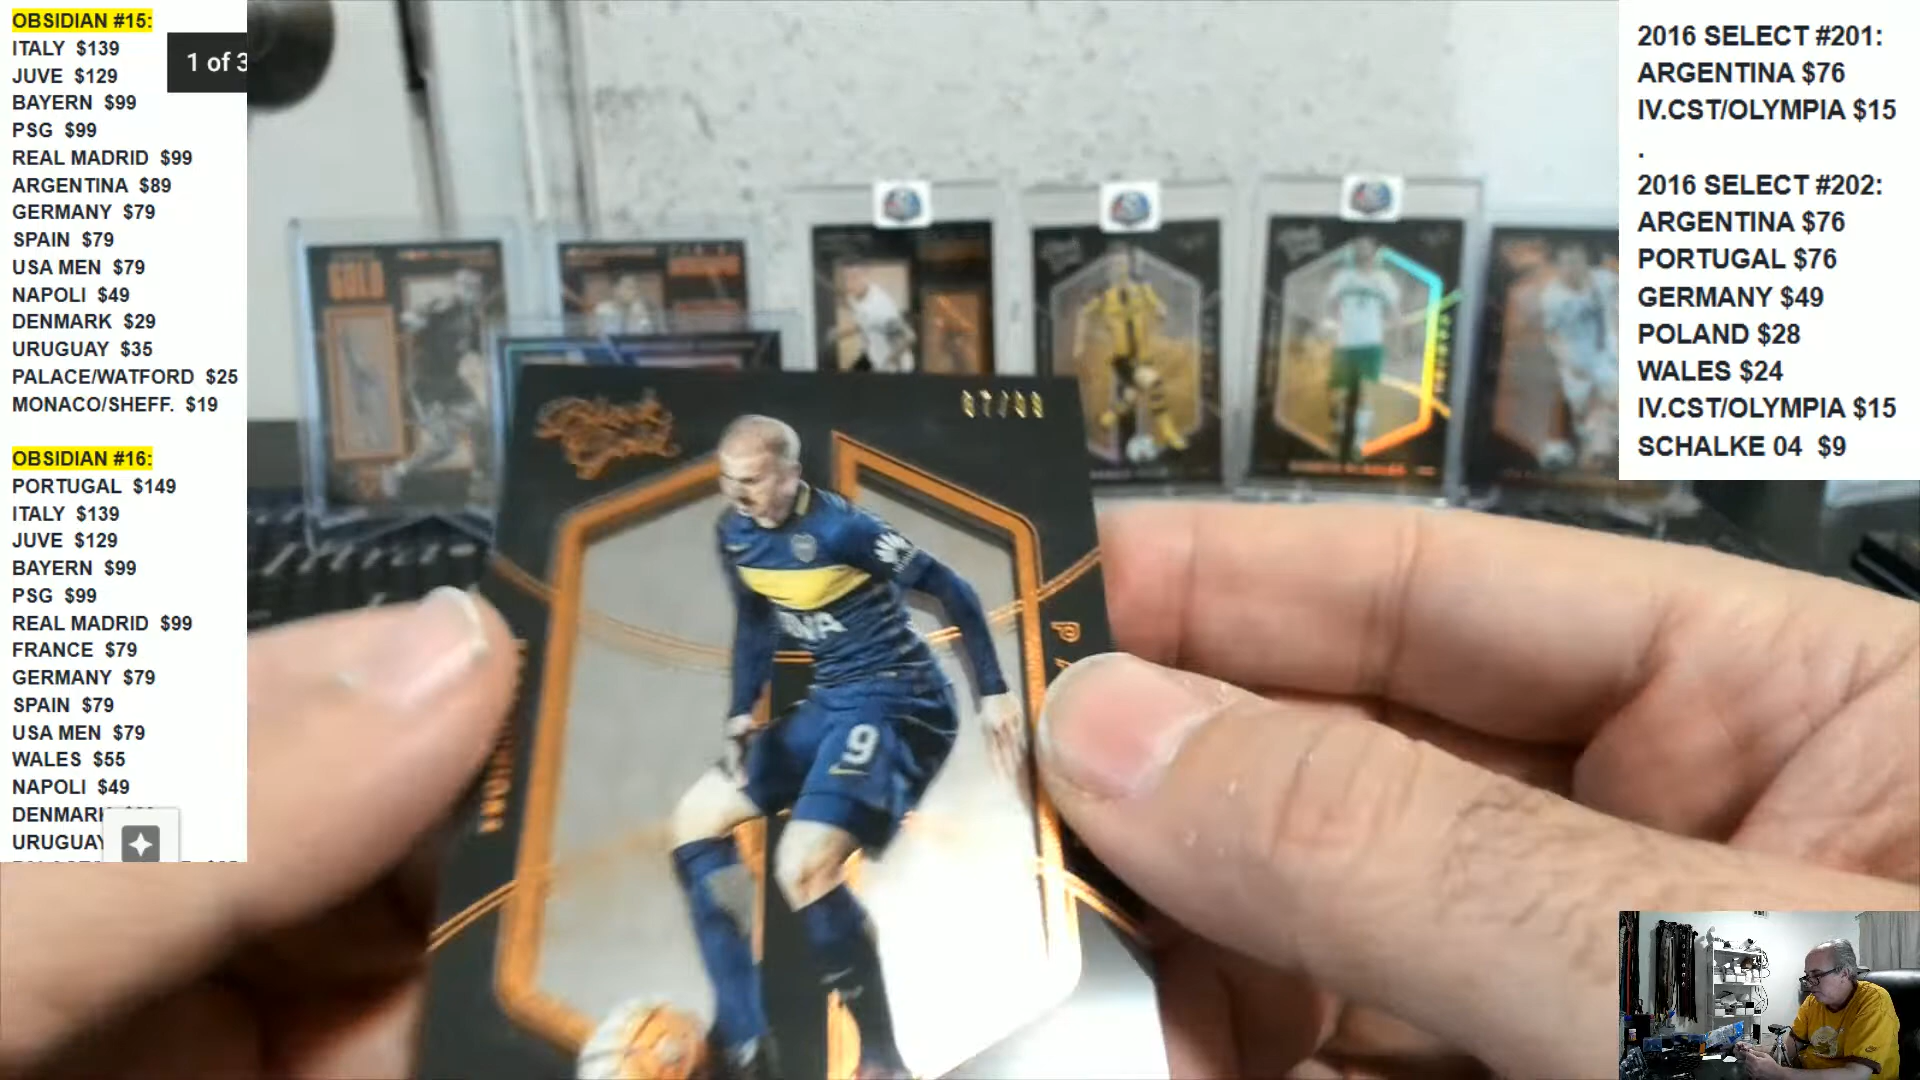 OBSIDIAN #15:
ITALY $139
JUVE $129
BAYERN $99
PSG $99
REAL MADRID $99
ARGENTINA $89
GERMANY $79
SPAIN $79
USA MEN $79
NAPOLI $49
DENMARK $29
URUGUAY $35
PALACE/WATFORD $25
MONACO/SHEFF. $19
OBSIDIAN #16:
PORTUGAL $149
ITALY $139
JUVE $129
BAYERN $99
PSG $99
REAL MADRID $99
FRANCE $79
GERMANY $79
SPAIN $79
USA MEN $79
WALES $55
NAPOLI $49
DENMARK
URUGUAY
1 of 3
GOLD
Black Gold
9
2016 SELECT #201:
ARGENTINA $76
IV.CST/OLYMPIA $15
.
2016 SELECT #202:
ARGENTINA $76
PORTUGAL $76
GERMANY $49
POLAND $28
WALES $24
IV.CST/OLYMPIA $15
SCHALKE 04 $9